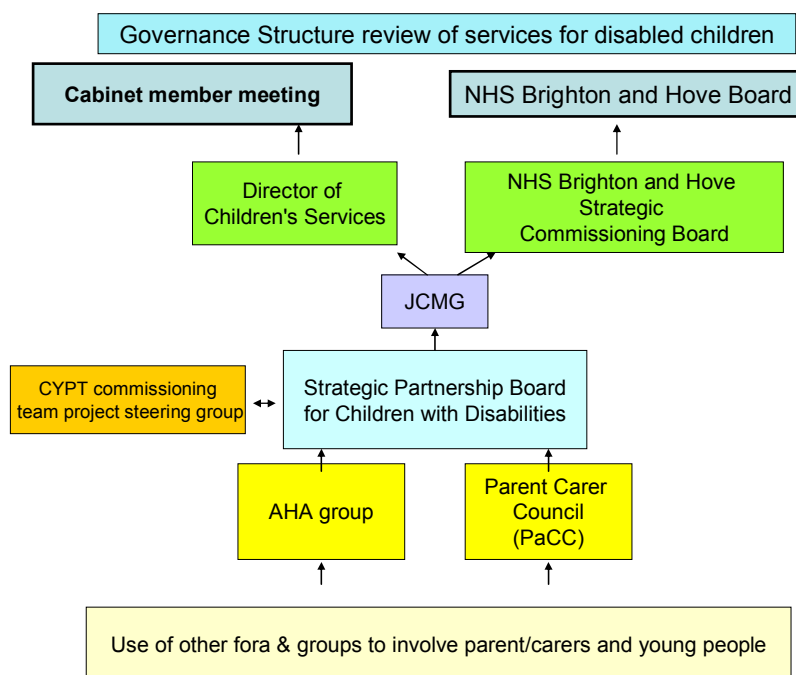 Governance Structure review of services for disabled children
Cabinet member meeting
NHS Brighton and Hove Board
Director of
Children's Services
NHS Brighton and Hove
Strategic
Commissioning Board
JCMG
CYPT commissioning
team project steering group
Strategic Partnership Board
for Children with Disabilities
AHA group
Parent Carer
Council
(PaCC)
Use of other fora & groups to involve parent/carers and young people